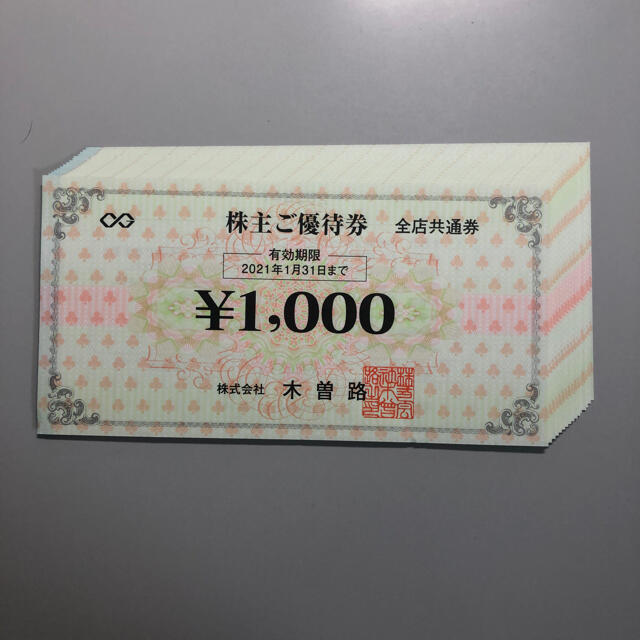 株主ご優待券 全店共通券
有効期限
2021年1月31日まで
¥1,000
株式会社 木曽路